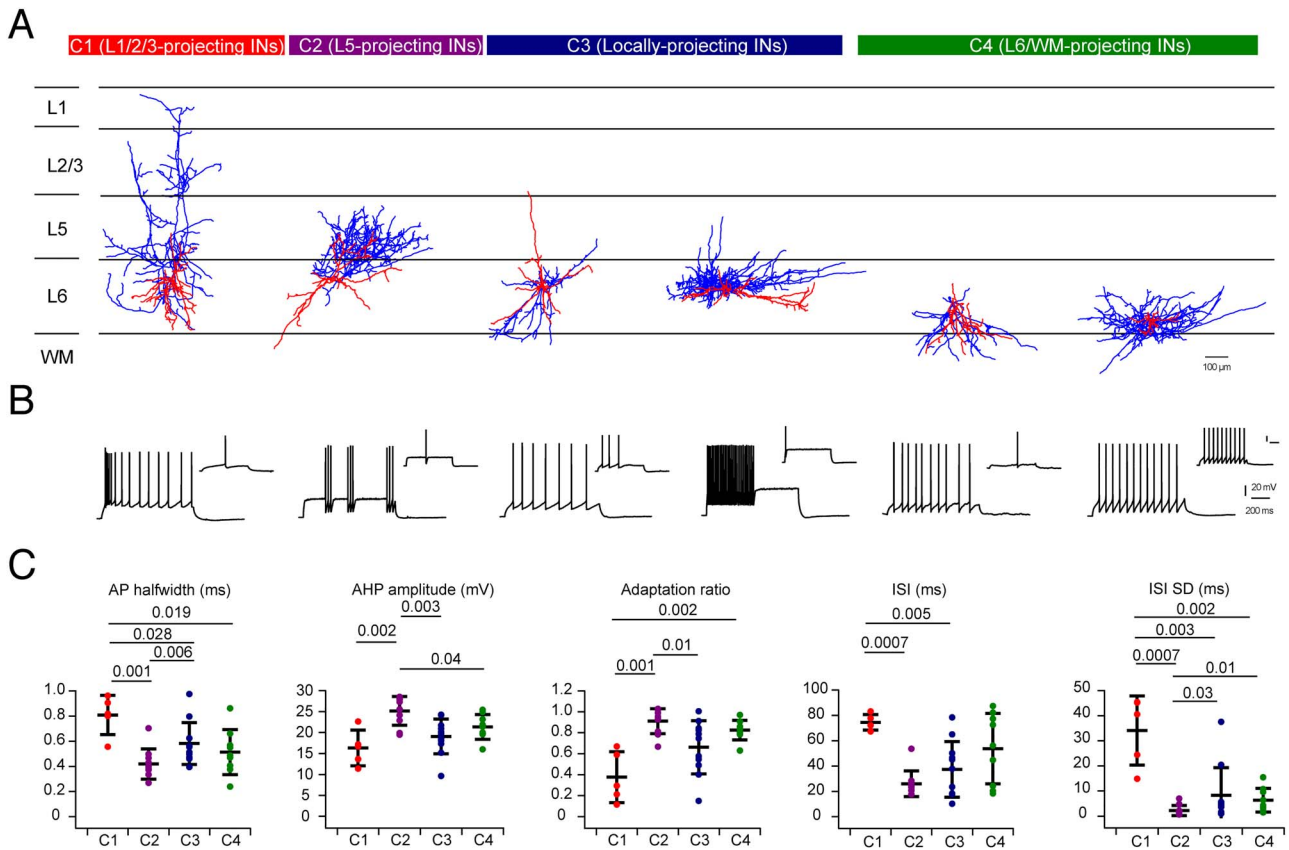 A
C1 (L1/2/3-projecting INs) C2 (L5-projecting INs) C3 (Locally-projecting INs) C4 (L6/WM-projecting INs)
L1
L2/3
L5
L6
WM
100 µm
B
20 mV
200 ms
C
AP halfwidth (ms)
0.019
0.028
0.006
0.001
1.0
0.8
0.6
0.4
0.2
0
C1 C2 C3 C4
AHP amplitude (mV)
0.003
0.002
0.04
30
25
20
15
10
5
0
C1 C2 C3 C4
Adaptation ratio
0.002
0.01
0.001
1.2
1.0
0.8
0.6
0.4
0.2
0
C1 C2 C3 C4
ISI (ms)
0.005
0.0007
100
80
60
40
20
0
C1 C2 C3 C4
ISI SD (ms)
0.002
0.003
0.0007
0.01
0.03
50
40
30
20
10
0
C1 C2 C3 C4